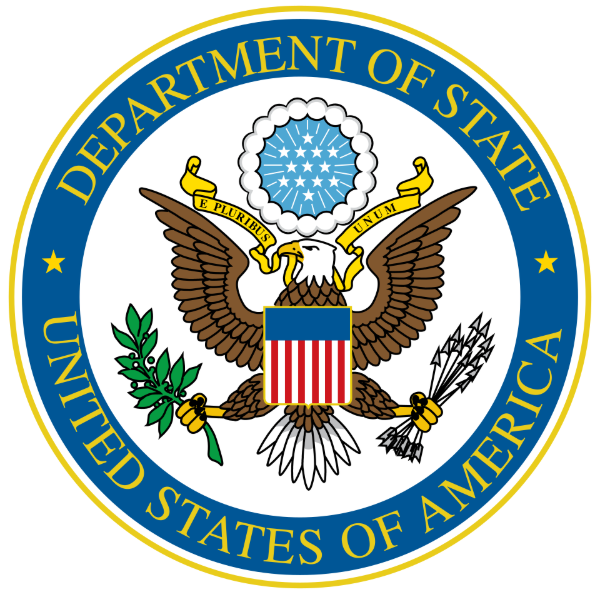 DEPARTMENT OF STATE
E PLURIBUS UNUM
UNITED STATES OF AMERICA